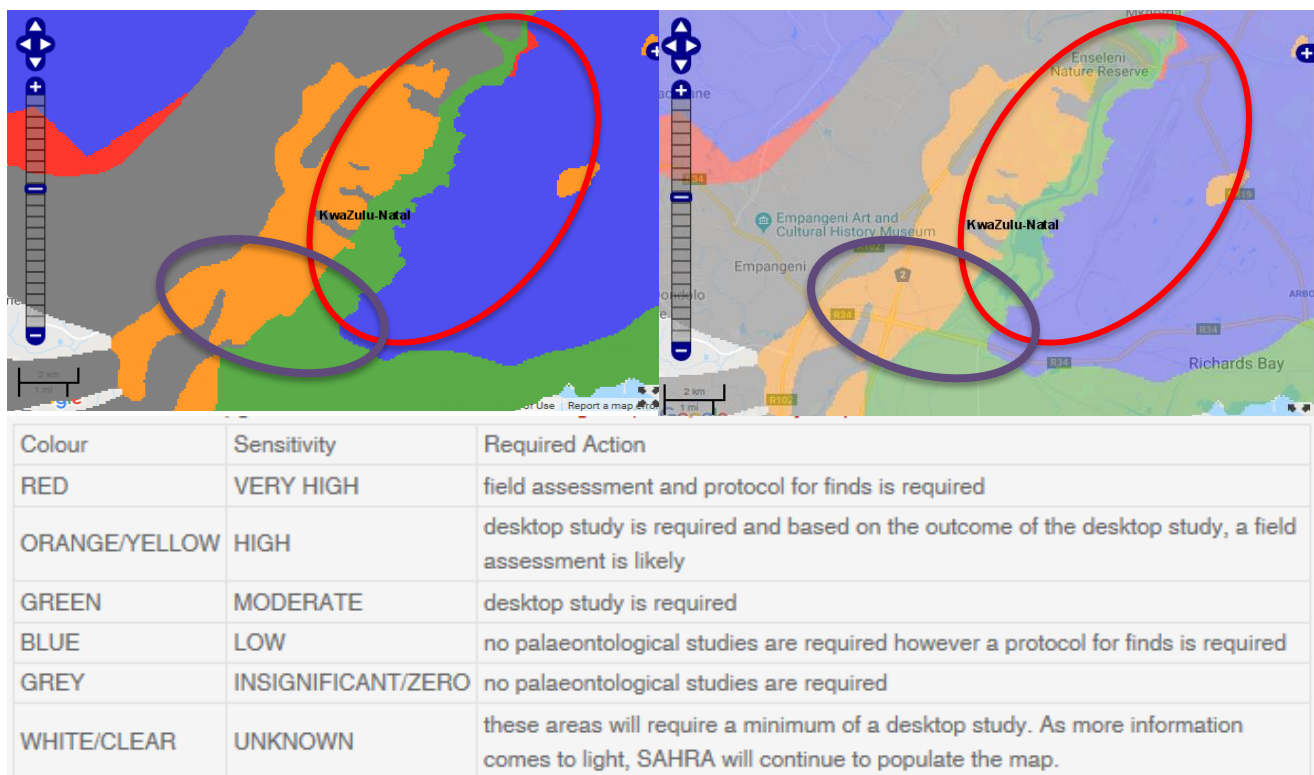 KwaZulu-Natal
2 km
1 mi
Report a map error
Enseleni
Nature Reserve
R34
Empangeni Art and
Cultural History Museum
R102
KwaZulu-Natal
Empangeni
2
R34
R34
R34
Richards Bay
R102
2 km
1 mi
Colour Sensitivity Required Action
RED VERY HIGH field assessment and protocol for finds is required
ORANGE/YELLOW HIGH desktop study is required and based on the outcome of the desktop study, a field
assessment is likely
GREEN MODERATE desktop study is required
BLUE LOW no palaeontological studies are required however a protocol for finds is required
GREY INSIGNIFICANT/ZERO no palaeontological studies are required
WHITE/CLEAR UNKNOWN these areas will require a minimum of a desktop study. As more information
comes to light, SAHRA will continue to populate the map.